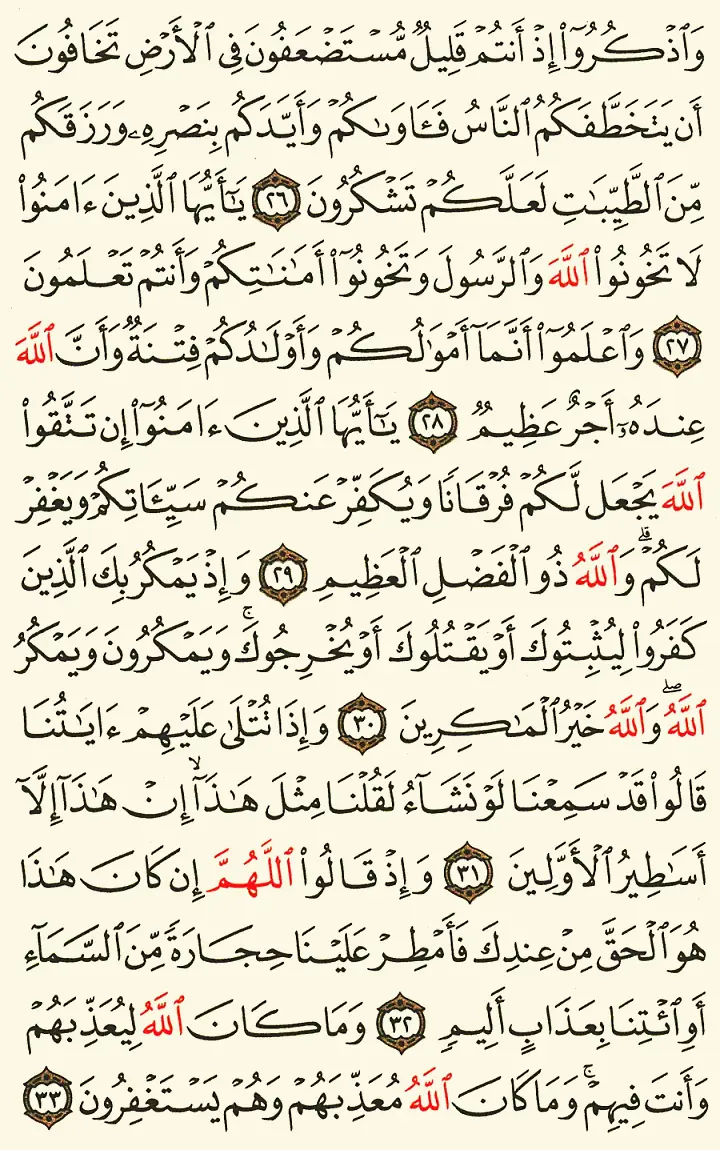 وَٱذۡكُرُوٓاْ إِذۡ أَنتُمۡ قَلِيلٞ مُّسۡتَضۡعَفُونَ فِي ٱلۡأَرۡضِ تَخَافُونَ
أَن يَتَخَطَّفَكُمُ ٱلنَّاسُ فَـَٔاوَىٰكُمۡ وَأَيَّدَكُم بِنَصۡرِهِۦ وَرَزَقَكُم
مِّنَ ٱلطَّيِّبَٰتِ لَعَلَّكُمۡ تَشۡكُرُونَ ٢٦ يَٰٓأَيُّهَا ٱلَّذِينَ ءَامَنُواْ
لَا تَخُونُواْ ٱللَّهَ وَٱلرَّسُولَ وَتَخُونُوٓاْ أَمَٰنَٰتِكُمۡ وَأَنتُمۡ تَعۡلَمُونَ
٢٧ وَٱعۡلَمُوٓاْ أَنَّمَآ أَمۡوَٰلُكُمۡ وَأَوۡلَٰدُكُمۡ فِتۡنَةٞ وَأَنَّ ٱللَّهَ
عِندَهُۥٓ أَجۡرٌ عَظِيمٞ ٢٨ يَٰٓأَيُّهَا ٱلَّذِينَ ءَامَنُوٓاْ إِن تَتَّقُواْ
ٱللَّهَ يَجۡعَل لَّكُمۡ فُرۡقَانٗا وَيُكَفِّرۡ عَنكُمۡ سَيِّـَٔاتِكُمۡ وَيَغۡفِرۡ
لَكُمۡۗ وَٱللَّهُ ذُو ٱلۡفَضۡلِ ٱلۡعَظِيمِ ٢٩ وَإِذۡ يَمۡكُرُ بِكَ ٱلَّذِينَ
كَفَرُواْ لِيُثۡبِتُوكَ أَوۡ يَقۡتُلُوكَ أَوۡ يُخۡرِجُوكَۚ وَيَمۡكُرُونَ وَيَمۡكُرُ
ٱللَّهُۖ وَٱللَّهُ خَيۡرُ ٱلۡمَٰكِرِينَ ٣٠ وَإِذَا تُتۡلَىٰ عَلَيۡهِمۡ ءَايَٰتُنَا
قَالُواْ قَدۡ سَمِعۡنَا لَوۡ نَشَآءُ لَقُلۡنَا مِثۡلَ هَٰذَآۙ إِنۡ هَٰذَآ إِلَّآ
أَسَٰطِيرُ ٱلۡأَوَّلِينَ ٣١ وَإِذۡ قَالُواْ ٱللَّهُمَّ إِن كَانَ هَٰذَا
هُوَ ٱلۡحَقَّ مِنۡ عِندِكَ فَأَمۡطِرۡ عَلَيۡنَا حِجَارَةٗ مِّنَ ٱلسَّمَآءِ
أَوِ ٱئۡتِنَا بِعَذَابٍ أَلِيمٖ ٣٢ وَمَا كَانَ ٱللَّهُ لِيُعَذِّبَهُمۡ
وَأَنتَ فِيهِمۡۚ وَمَا كَانَ ٱللَّهُ مُعَذِّبَهُمۡ وَهُمۡ يَسۡتَغۡفِرُونَ ٣٣